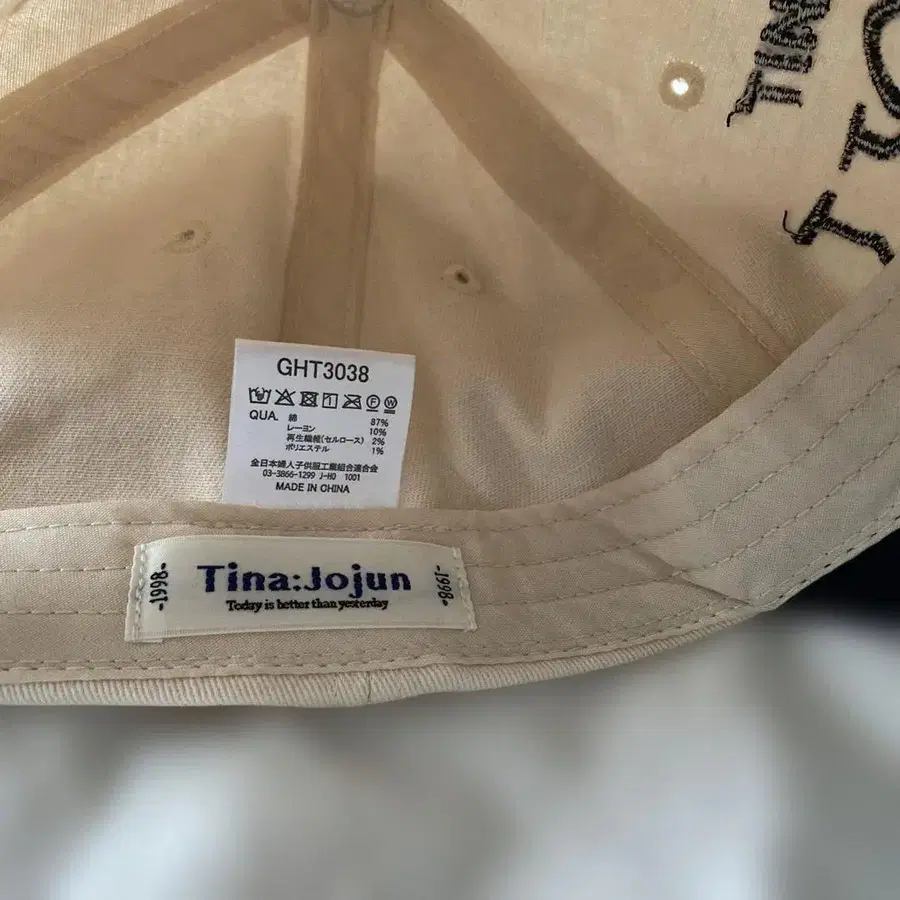 TIN
JO
GHT3038
QUA. 綿 87%
レーヨン 10%
再生繊維(セルロース) 2%
ポリエステル 1%
全日本婦人子供服工業組合連合会
03-3866-1299 J-HO 1001
MADE IN CHINA
-1998-
Tina:Jojun
Today is better than yesterday
-1998-